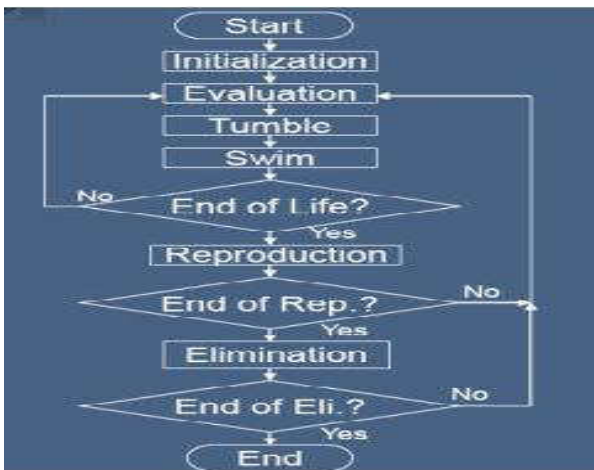 Start
Initialization
Evaluation
Tumble
Swim
No
End of Life?
Yes
Reproduction
End of Rep.?
No
Yes
Elimination
End of Eli.?
No
Yes
End